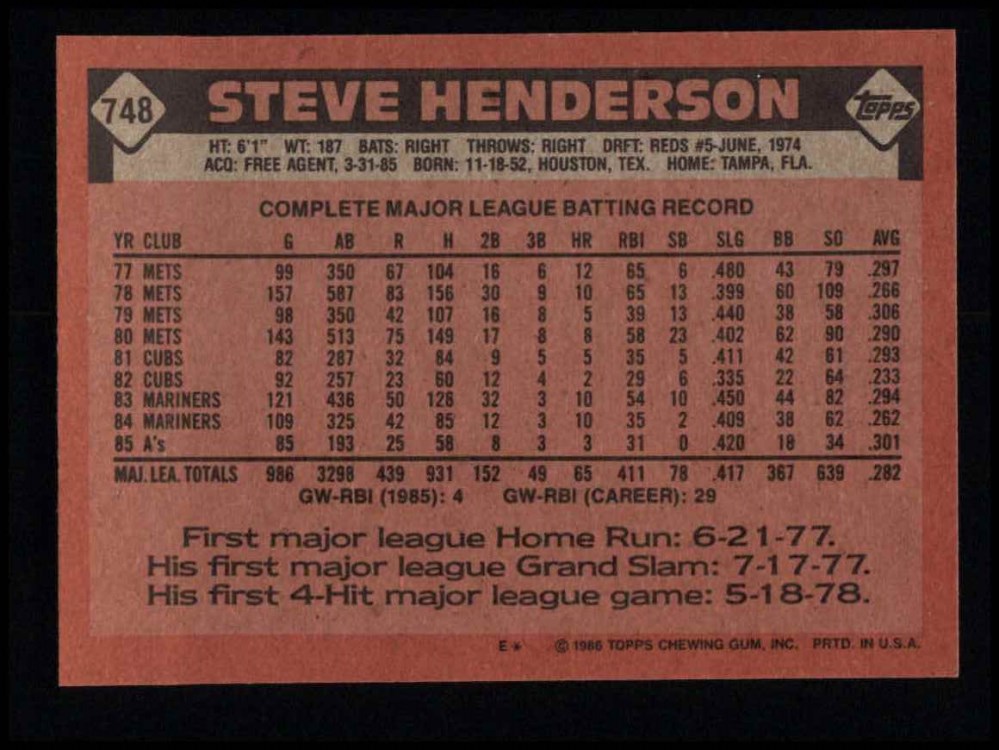 748 STEVE HENDERSON Topps
HT: 6'1" WT: 187 BATS: RIGHT THROWS: RIGHT DRFT: REDS #5-JUNE, 1974
ACQ: FREE AGENT, 3-31-85 BORN: 11-18-52, HOUSTON, TEX. HOME: TAMPA, FLA.
COMPLETE MAJOR LEAGUE BATTING RECORD
YR CLUB G AB R H 2B 3B HR RBI SB SLG BB SO AVG
77 METS 99 350 67 104 16 6 12 65 6 .480 43 79 .297
78 METS 157 587 83 156 30 9 10 65 13 .399 60 109 .266
79 METS 98 350 42 107 16 8 5 39 13 .440 38 58 .306
80 METS 143 513 75 149 17 8 8 58 23 .402 62 90 .290
81 CUBS 82 287 32 84 9 5 5 35 5 .411 42 61 .293
82 CUBS 92 257 23 60 12 4 2 29 6 .335 22 64 .233
83 MARINERS 121 436 50 128 32 3 10 54 10 .450 44 82 .294
84 MARINERS 109 325 42 85 12 3 10 35 2 .409 38 62 .262
85 A's 85 193 25 58 8 3 3 31 0 .420 18 34 .301
MAJ. LEA. TOTALS 986 3298 439 931 152 49 65 411 78 .417 367 639 .282
GW-RBI (1985): 4 GW-RBI (CAREER): 29
First major league Home Run: 6-21-77.
His first major league Grand Slam: 7-17-77.
His first 4-Hit major league game: 5-18-78.
E* © 1986 TOPPS CHEWING GUM, INC. PRTD. IN U.S.A.